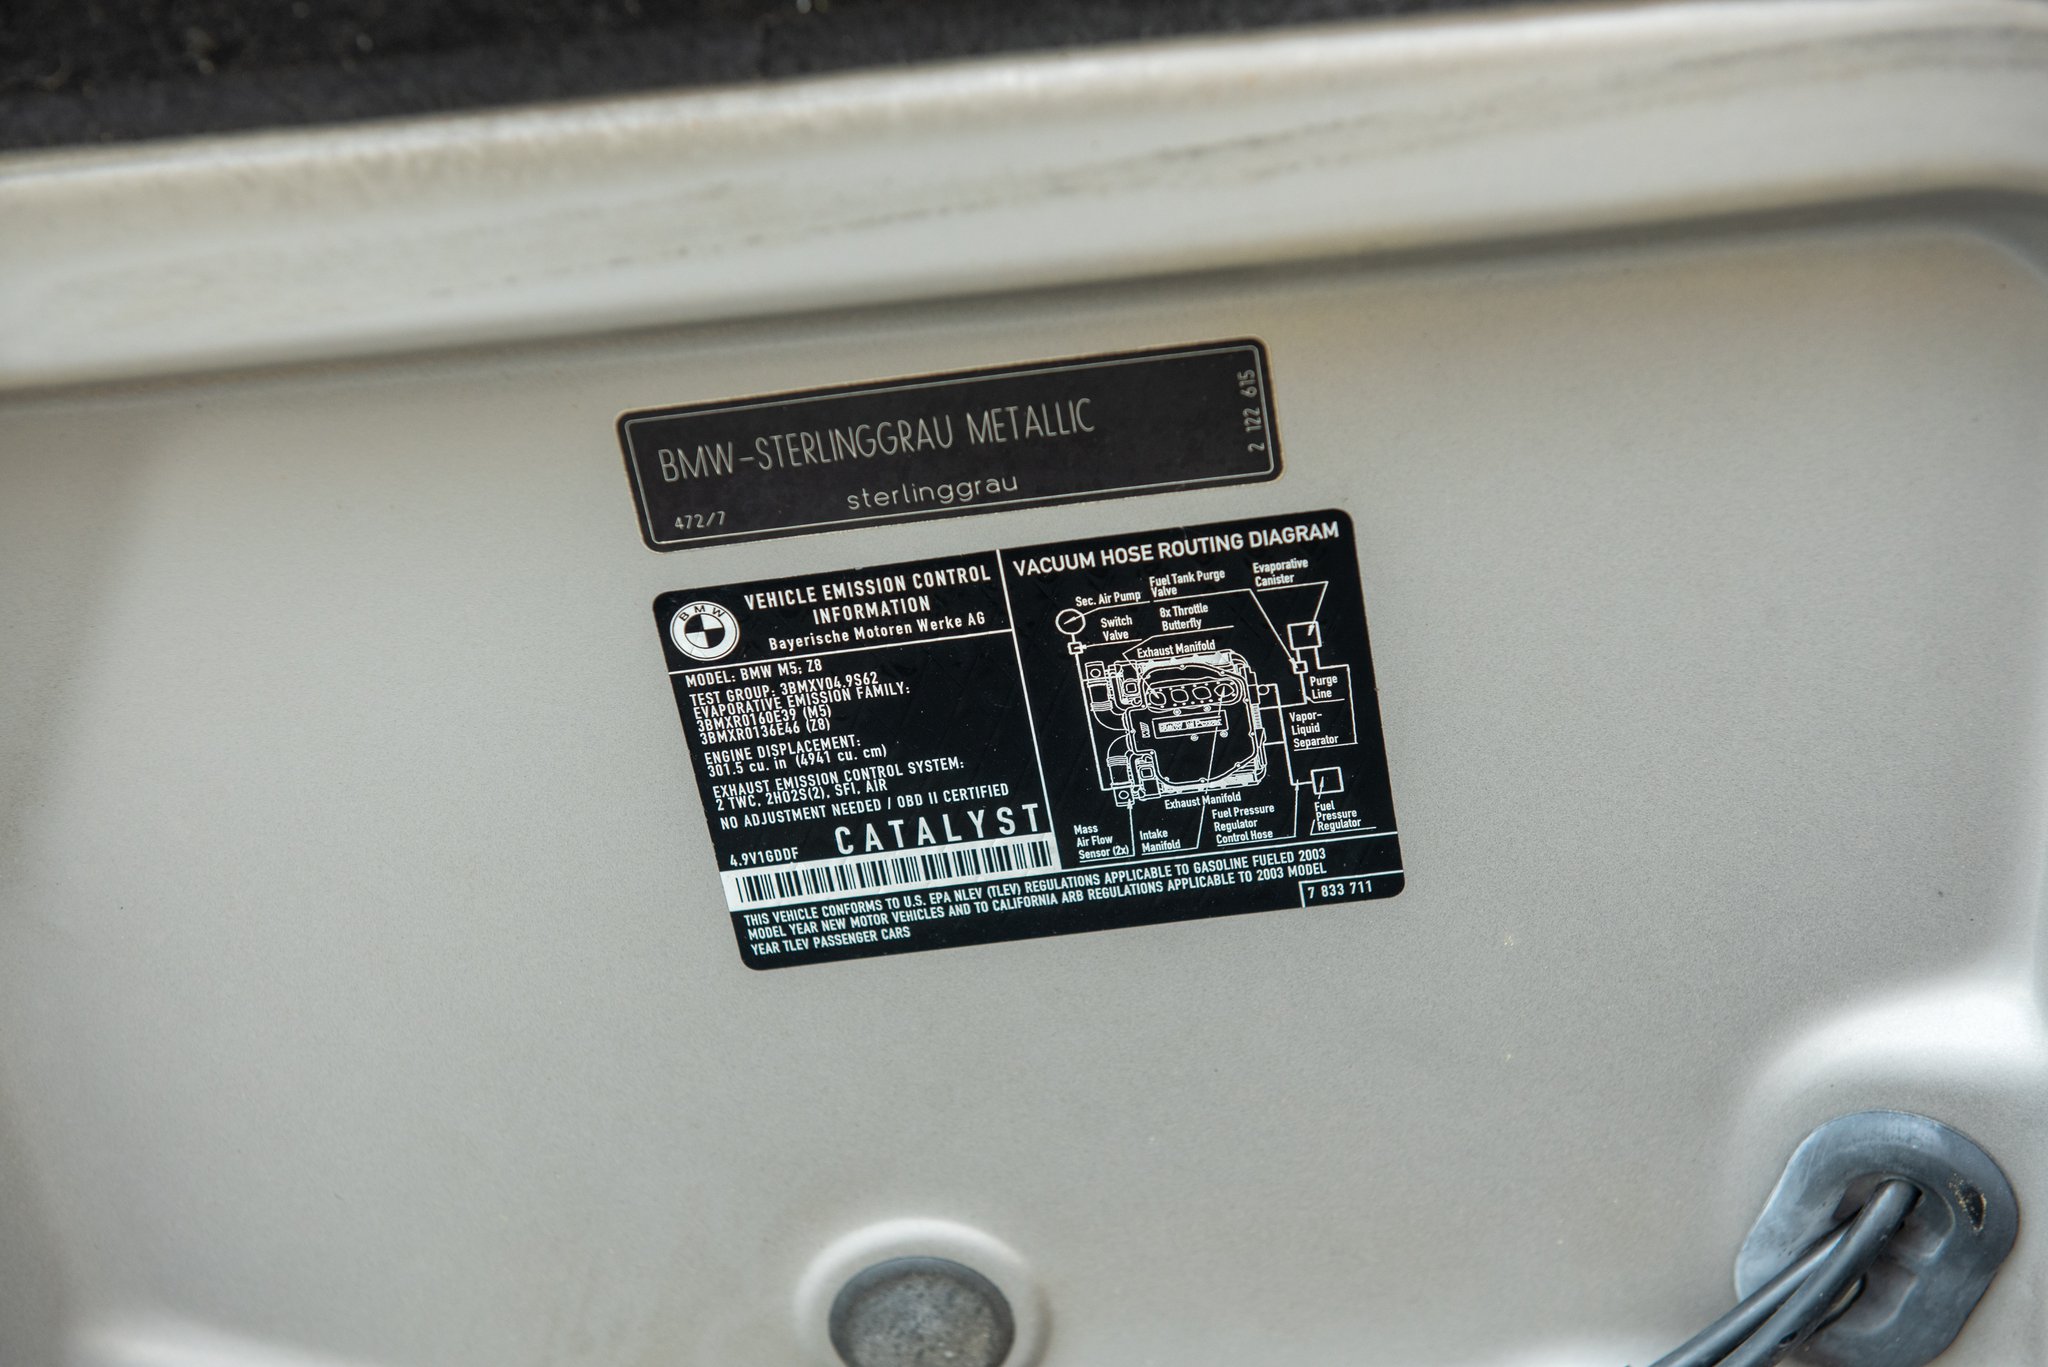 BMW-STERLINGGRAU METALLIC
sterlinggrau
472/7
2 122 615
BMW
VEHICLE EMISSION CONTROL
INFORMATION
Bayerische Motoren Werke AG
MODEL: BMW M5; Z8
TEST GROUP: 3BMXV04.9S62
EVAPORATIVE EMISSION FAMILY:
3BMXR0160E39 (M5)
3BMXR0136E46 (Z8)
ENGINE DISPLACEMENT:
301.5 cu. in (4941 cu. cm)
EXHAUST EMISSION CONTROL SYSTEM:
2 TWC, 2HO2S(2), SFI, AIR
NO ADJUSTMENT NEEDED / OBD II CERTIFIED
CATALYST
4.9V1GDDF
VACUUM HOSE ROUTING DIAGRAM
Sec. Air Pump
Fuel Tank Purge
Valve
Evaporative
Canister
Switch
Valve
8x Throttle
Butterfly
Exhaust Manifold
Purge
Line
Vapor-
Liquid
Separator
Exhaust Manifold
Mass
Air Flow
Sensor (2x)
Intake
Manifold
Fuel Pressure
Regulator
Control Hose
Fuel
Pressure
Regulator
THIS VEHICLE CONFORMS TO U.S. EPA NLEV (TLEV) REGULATIONS APPLICABLE TO GASOLINE FUELED 2003
MODEL YEAR NEW MOTOR VEHICLES AND TO CALIFORNIA ARB REGULATIONS APPLICABLE TO 2003 MODEL
YEAR TLEV PASSENGER CARS
7 833 711